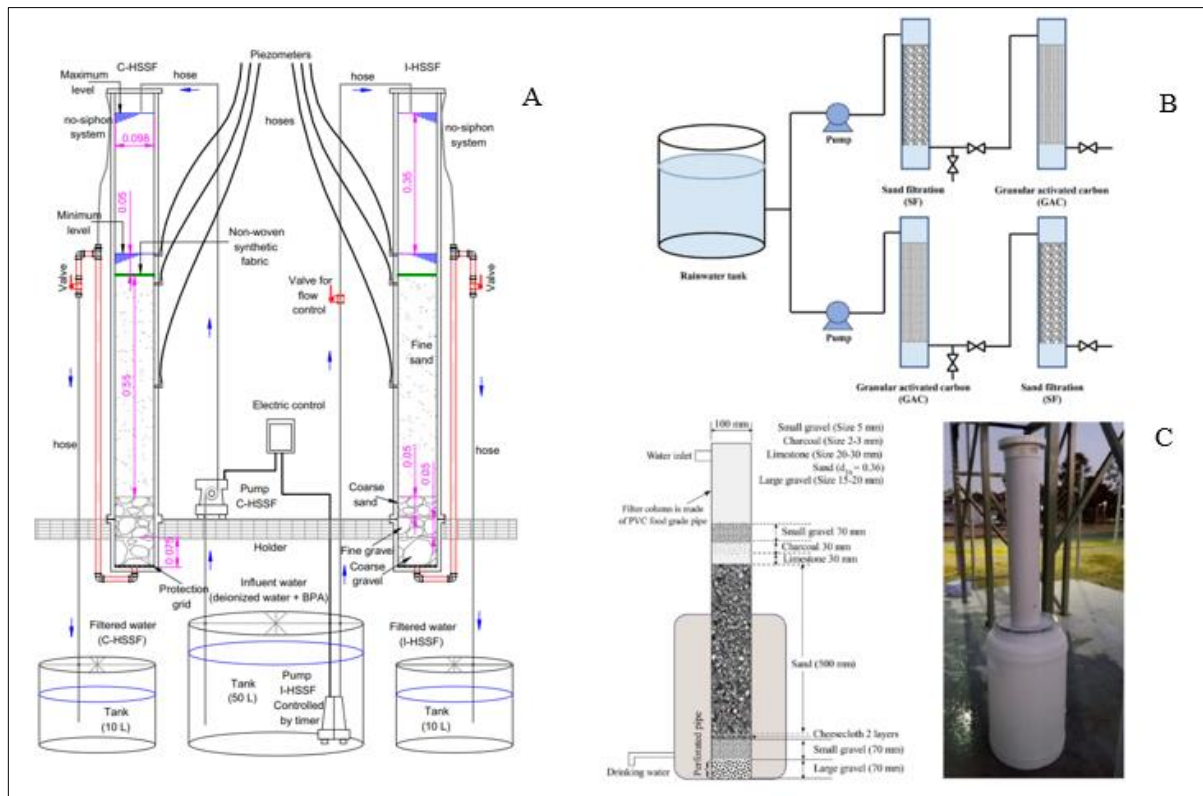 A
Piezometers
C-HSSF
hose
hose
I-HSSF
Maximum
level
no-siphon
system
0.098
hoses
0.35
no-siphon
system
0.05
Minimum
level
Non-woven
synthetic
fabric
Valve
Valve for
flow
control
Valve
Fine
sand
0.55
Electric control
hose
hose
0.05
0.05
Pump
C-HSSF
Coarse
sand
Holder
Fine gravel
0.075
Coarse
gravel
Protection
grid
Influent water
(deionized water + BPA)
Filtered water
(C-HSSF)
Filtered water
(I-HSSF)
Tank
(50 L)
Pump
I-HSSF
Controlled
by timer
Tank
(10 L)
Tank
(10 L)
B
Pump
Sand filtration
(SF)
Granular activated carbon
(GAC)
Rainwater tank
Pump
Granular activated carbon
(GAC)
Sand filtration
(SF)
C
100 mm
Small gravel (Size 5 mm)
Charcoal (Size 2-3 mm)
Limestone (Size 20-30 mm)
Large gravel (Size 15-20 mm)
Water inlet
Filter column is made
of PVC food grade pipe
Small gravel 70 mm
Charcoal 30 mm
Limestone 30 mm
Sand (500 mm)
Cheesecloth 2 layers
Perforated pipe
Small gravel (70 mm)
Drinking water
Large gravel (70 mm)